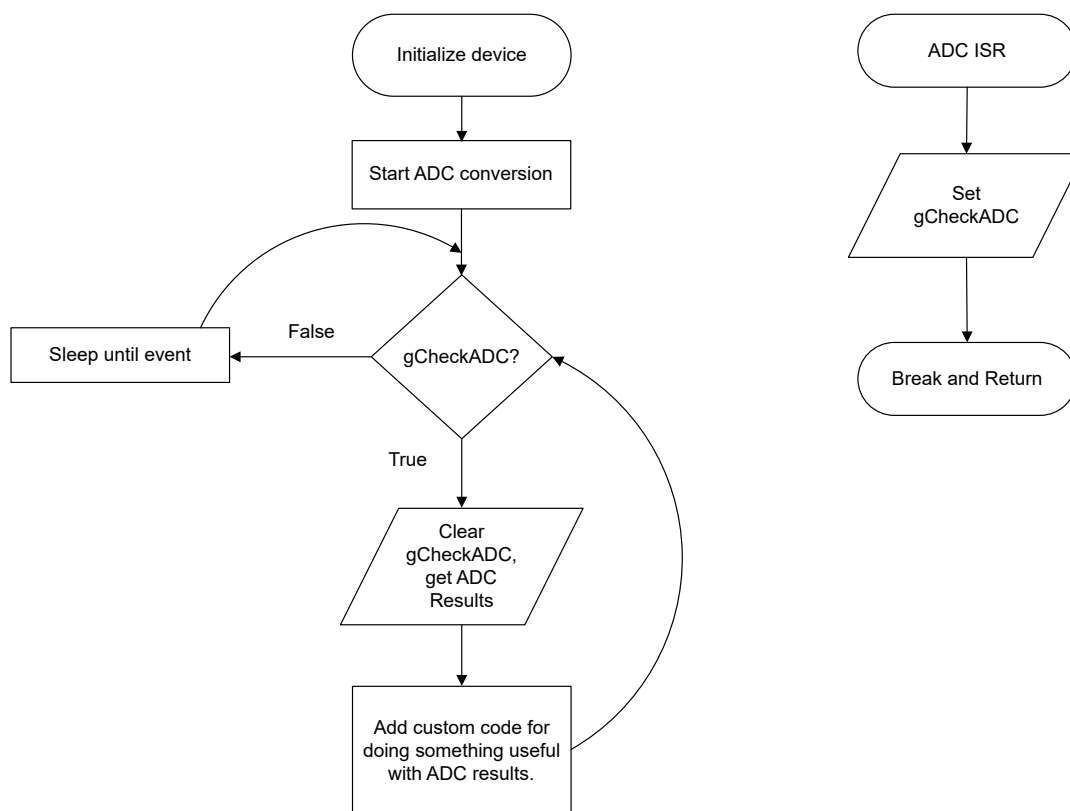 Initialize device
Start ADC conversion
False
Sleep until event
gCheckADC?
True
Clear
gCheckADC,
get ADC
Results
Add custom code for
doing something useful
with ADC results.
ADC ISR
Set
gCheckADC
Break and Return